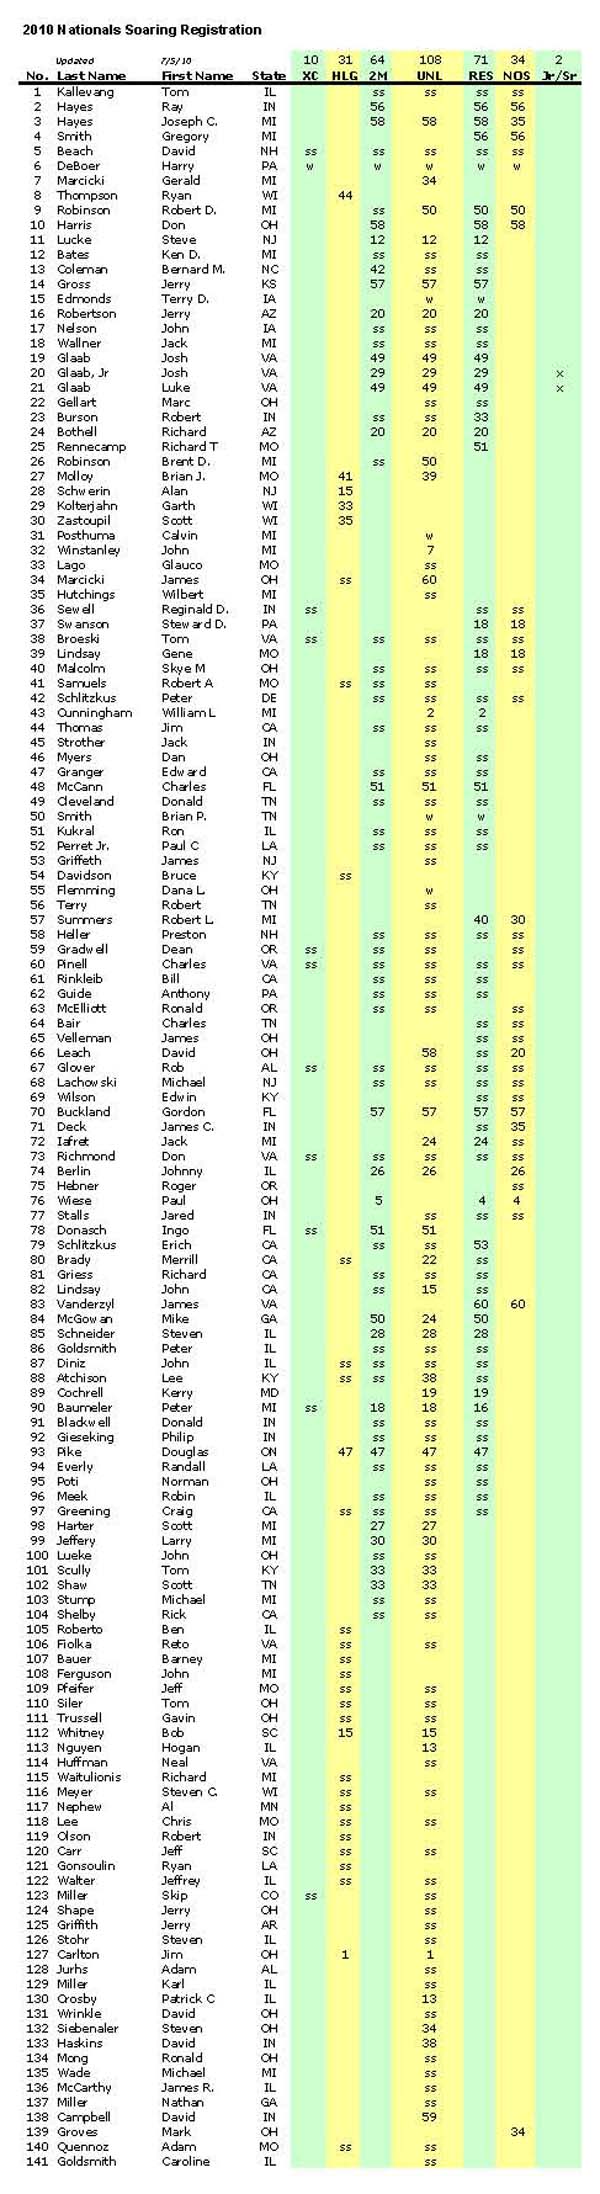 2010 Nationals Soaring Registration
Updated 7/5/10 10 31 64 108 71 34 2
No. Last Name First Name State XC HLG 2M UNL RES NOS Jr/Sr
1 Kallevang Tom IL ss ss ss ss
2 Hayes Ray IN 56 56 56
3 Hayes Joseph C. MI 58 58 58 35
4 Smith Gregory MI 56 56
5 Beach David NH ss ss ss ss ss
6 DeBoer Harry PA w w w w w
7 Marcicki Gerald MI 34
8 Thompson Ryan WI 44
9 Robinson Robert D. MI ss 50 50 50
10 Harris Don OH 58 58 58
11 Lucke Steve NJ 12 12 12
12 Bates Ken D. MI ss ss ss
13 Coleman Bernard M. NC 42 ss ss
14 Gross Jerry KS 57 57 57
15 Edmonds Terry D. IA w w
16 Robertson Jerry AZ 20 20 20
17 Nelson John IA ss ss ss
18 Wallner Jack MI ss ss ss
19 Glaab Josh VA 49 49 49
20 Glaab, Jr Josh VA 29 29 29 x
21 Glaab Luke VA 49 49 49 x
22 Gellart Marc OH ss ss
23 Burson Robert IN ss ss 33
24 Bothell Richard AZ 20 20 20
25 Rennecamp Richard T MO 51
26 Robinson Brent D. MI ss 50
27 Molloy Brian J. MO 41 39
28 Schwerin Alan NJ 15
29 Kolterjahn Garth WI 33
30 Zastoupil Scott WI 35
31 Posthuma Calvin MI w
32 Winstanley John MI 7
33 Lago Glauco MO ss
34 Marcicki James OH ss 60
35 Hutchings Wilbert MI ss
36 Sewell Reginald D. IN ss ss ss
37 Swanson Steward D. PA 18 18
38 Broeski Tom VA ss ss ss ss ss
39 Lindsay Gene MO 18 18
40 Malcolm Skye M OH ss ss ss ss
41 Samuels Robert A MO ss ss ss
42 Schlitzkus Peter DE ss ss ss ss
43 Cunningham William L MI 2 2
44 Thomas Jim CA ss ss ss
45 Strother Jack IN ss
46 Myers Dan OH ss ss
47 Granger Edward CA ss ss ss
48 McCann Charles FL 51 51 51
49 Cleveland Donald TN ss ss ss
50 Smith Brian P. TN w w
51 Kukral Ron IL ss ss ss
52 Perret Jr. Paul C LA ss ss ss
53 Griffeth James NJ ss
54 Davidson Bruce KY ss
55 Flemming Dana L. OH w
56 Terry Robert TN ss
57 Summers Robert L. MI 40 30
58 Heller Preston NH ss ss ss ss
59 Gradwell Dean OR ss ss ss ss
60 Pinell Charles VA ss ss ss ss ss
61 Rinkleib Bill CA ss ss ss
62 Guide Anthony PA ss ss ss
63 McElliott Ronald OR ss ss ss
64 Bair Charles TN ss ss
65 Velleman James OH ss ss
66 Leach David OH 58 ss 20
67 Glover Rob AL ss ss ss ss ss
68 Lachowski Michael NJ ss ss ss ss
69 Wilson Edwin KY ss ss
70 Buckland Gordon FL 57 57 57 57
71 Deck James C. IN ss 35
72 Iafret Jack MI 24 24 ss
73 Richmond Don VA ss ss ss ss ss
74 Berlin Johnny IL 26 26 26
75 Hebner Roger OR ss
76 Wiese Paul OH 5 4 4
77 Stalls Jared IN ss ss ss
78 Donasch Ingo FL ss 51 51
79 Schlitzkus Erich CA ss ss 53
80 Brady Merrill CA ss 22 ss
81 Griess Richard CA ss ss ss
82 Lindsay John CA ss 15 ss
83 Vanderzyl James VA 60 60
84 McGowan Mike GA 50 24 50
85 Schneider Steven IL 28 28 28
86 Goldsmith Peter IL ss ss ss
87 Diniz John IL ss ss ss ss
88 Atchison Lee KY ss ss 38 ss
89 Cochrell Kerry MD 19 19
90 Baumeler Peter MI ss 18 18 16
91 Blackwell Donald IN ss ss ss
92 Gieseking Philip IN ss ss ss
93 Pike Douglas ON 47 47 47 47
94 Everly Randall LA ss ss ss
95 Poti Norman OH ss ss
96 Meek Robin IL ss ss ss
97 Greening Craig CA ss ss ss ss
98 Harter Scott MI 27 27
99 Jeffery Larry MI 30 30
100 Lueke John OH ss ss
101 Scully Tom KY 33 33
102 Shaw Scott TN 33 33
103 Stump Michael MI ss ss
104 Shelby Rick CA ss ss
105 Roberto Ben IL ss
106 Fiolka Reto VA ss ss
107 Bauer Barney MI ss
108 Ferguson John MI ss
109 Pfeifer Jeff MO ss ss
110 Siler Tom OH ss ss
111 Trussell Gavin OH ss ss
112 Whitney Bob SC 15 15
113 Nguyen Hogan IL 13
114 Huffman Neal VA ss
115 Waitulionis Richard MI ss
116 Meyer Steven C. WI ss ss
117 Nephew Al MN ss
118 Lee Chris MO ss ss
119 Olson Robert IN ss
120 Carr Jeff SC ss ss
121 Gonsoulin Ryan LA ss
122 Walter Jeffrey IL ss ss
123 Miller Skip CO ss ss
124 Shape Jerry OH ss
125 Griffith Jerry AR ss
126 Stohr Steven IL ss
127 Carlton Jim OH 1 1
128 Jurhs Adam AL ss
129 Miller Karl IL ss
130 Crosby Patrick C IL 13
131 Wrinkle David OH ss
132 Siebenaler Steven OH 34
133 Haskins David IN 38
134 Mong Ronald OH ss
135 Wade Michael MI ss
136 McCarthy James R. IL ss
137 Miller Nathan GA ss
138 Campbell David IN 59
139 Groves Mark OH 34
140 Quennoz Adam MO ss ss
141 Goldsmith Caroline IL ss